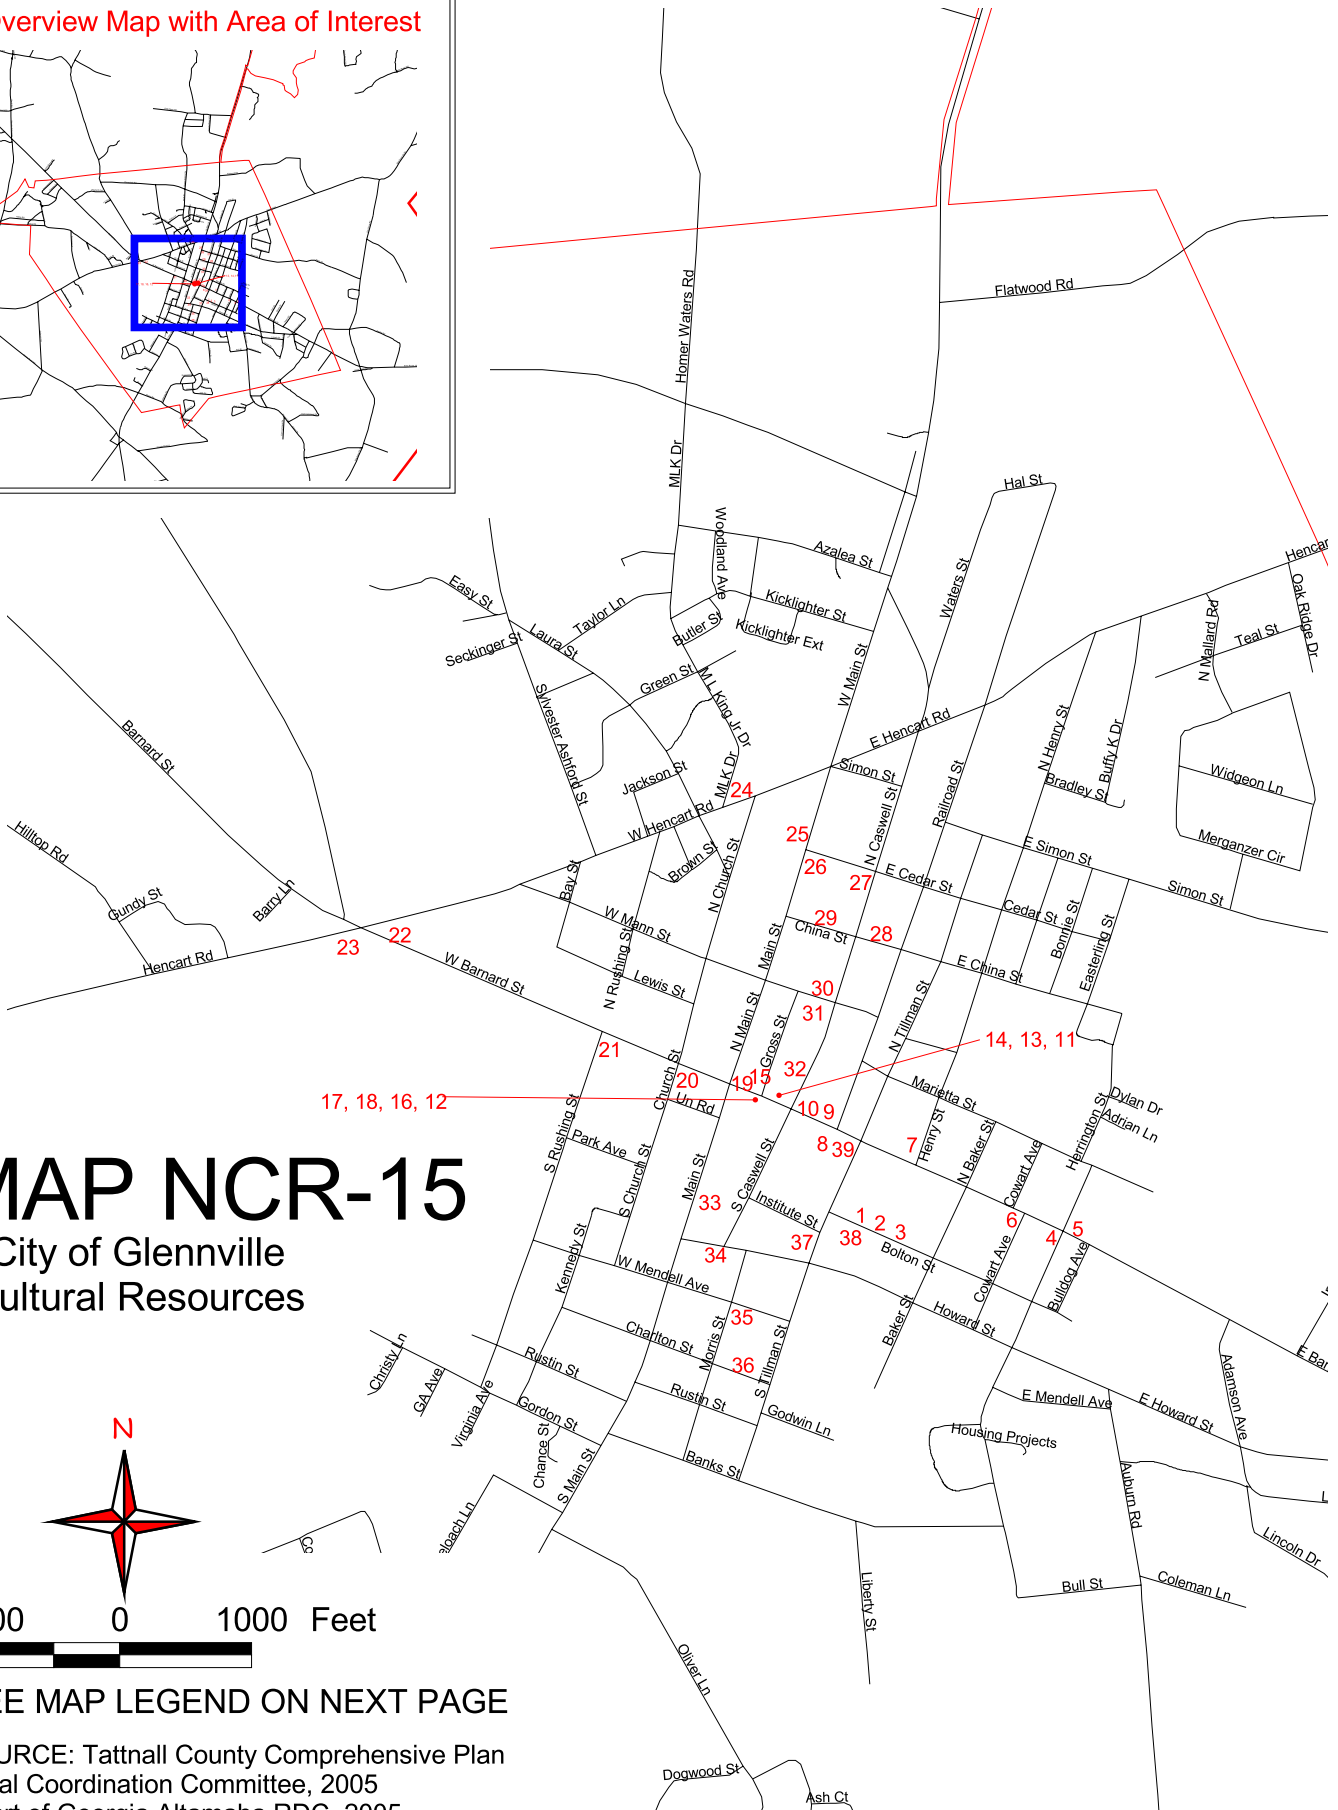 verview Map with Area of Interest
Flatwood Rd
Homer Waters Rd
MLK Dr
Hal St
Woodland Ave
Azalea St
Waters St
Oak Ridge Dr
N Mallard Rd
Teal St
Easy St
Taylor Ln
Laura St
Seckinger St
Kicklighter St
Kicklighter Ext
Butler St
Green St
M L King Jr Dr
W Main St
E Hencart Rd
Sylvester Ashford St
Jackson St
MLK Dr
24
W Hencart Rd
Simon St
N Henry St
Buffy K Dr
Bradley St
Widgeon Ln
Merganzer Cir
Barnard St
Hilltop Rd
Gundy St
Barry Ln
Hencart Rd
23
22
Brown St
Bay St
N Church St
25
26
27
N Caswell St
Railroad St
E Simon St
Simon St
E Cedar St
Cedar St
Bonnie St
Easterling St
29
28
China St
E China St
W Mann St
Main St
N Rushing St
Lewis St
W Barnard St
30
31
N Main St
Gross St
N Tillman St
14, 13, 11
32
15
19
20
21
Church St
Un Rd
17, 18, 16, 12
10
9
8
39
7
Marietta St
Henry St
N Baker St
Cowart Ave
Herrington St
Dylan Dr
Adrian Ln
S Rushing St
Park Ave
S Church St
Main St
33
S Caswell St
Institute St
37
34
1
2
3
38
Bolton St
6
5
4
Cowart Ave
Bulldog Ave
Kennedy St
W Mendell Ave
35
36
Morris St
S Tillman St
Baker St
Howard St
Charlton St
Rustin St
Rustin St
Godwin Ln
Christy Ln
GA Ave
Virginia Ave
Gordon St
Chance St
S Main St
Banks St
E Mendell Ave
E Howard St
Adamson Ave
Housing Projects
Auburn Rd
Lincoln Dr
Bull St
Coleman Ln
Liberty St
Oliver Ln
Dogwood St
Ash Ct
MAP NCR-15
City of Glennville
ultural Resources
N
00 0 1000 Feet
EE MAP LEGEND ON NEXT PAGE
URCE: Tattnall County Comprehensive Plan
al Coordination Committee, 2005